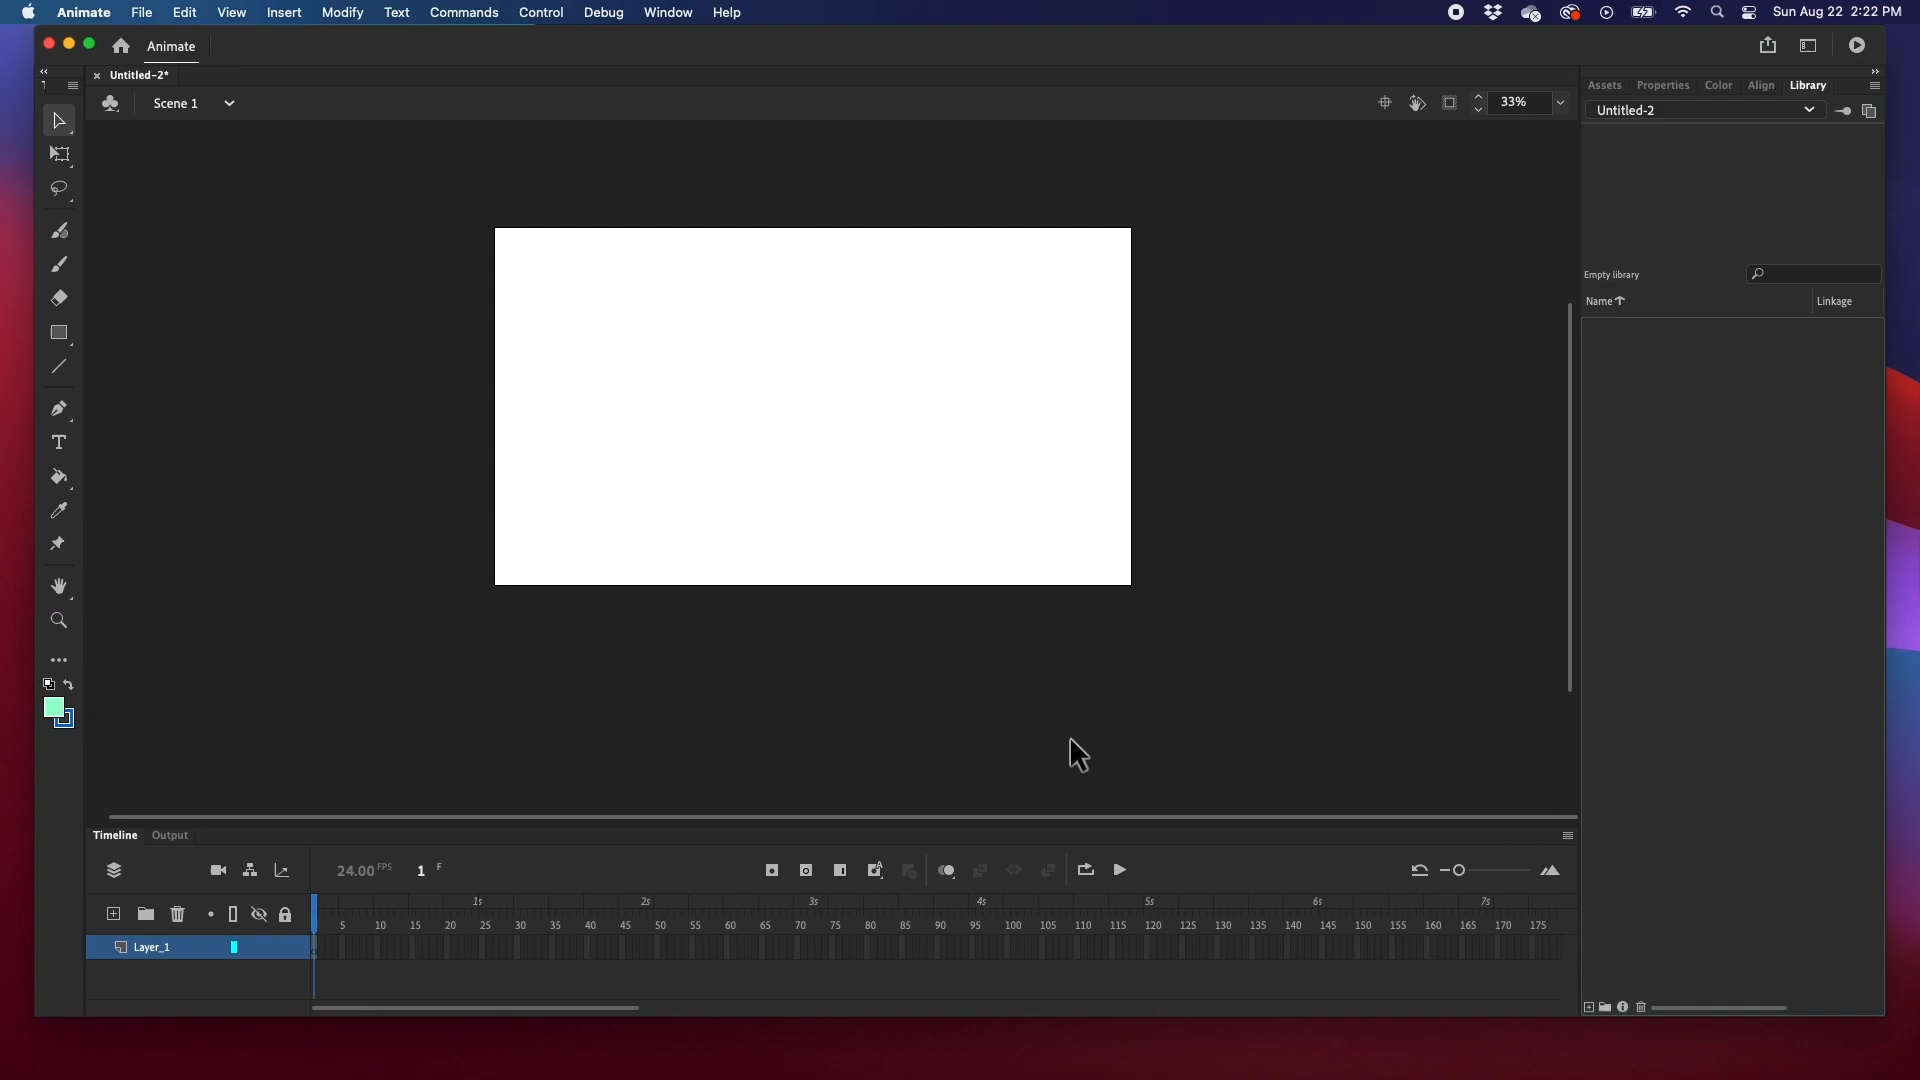 Animate File Edit View Insert Modify Text Commands Control Debug Window Help Sun Aug 22 2:22 PM
Animate
Untitled-2*
Scene 1 33%
Assets Properties Color Align Library
Untitled-2
Empty library
Name Linkage
Timeline Output
24.00 FPS 1 F
1s 2s 3s 4s 5s 6s 7s
5 10 15 20 25 30 35 40 45 50 55 60 65 70 75 80 85 90 95 100 105 110 115 120 125 130 135 140 145 150 155 160 165 170 175
Layer_1